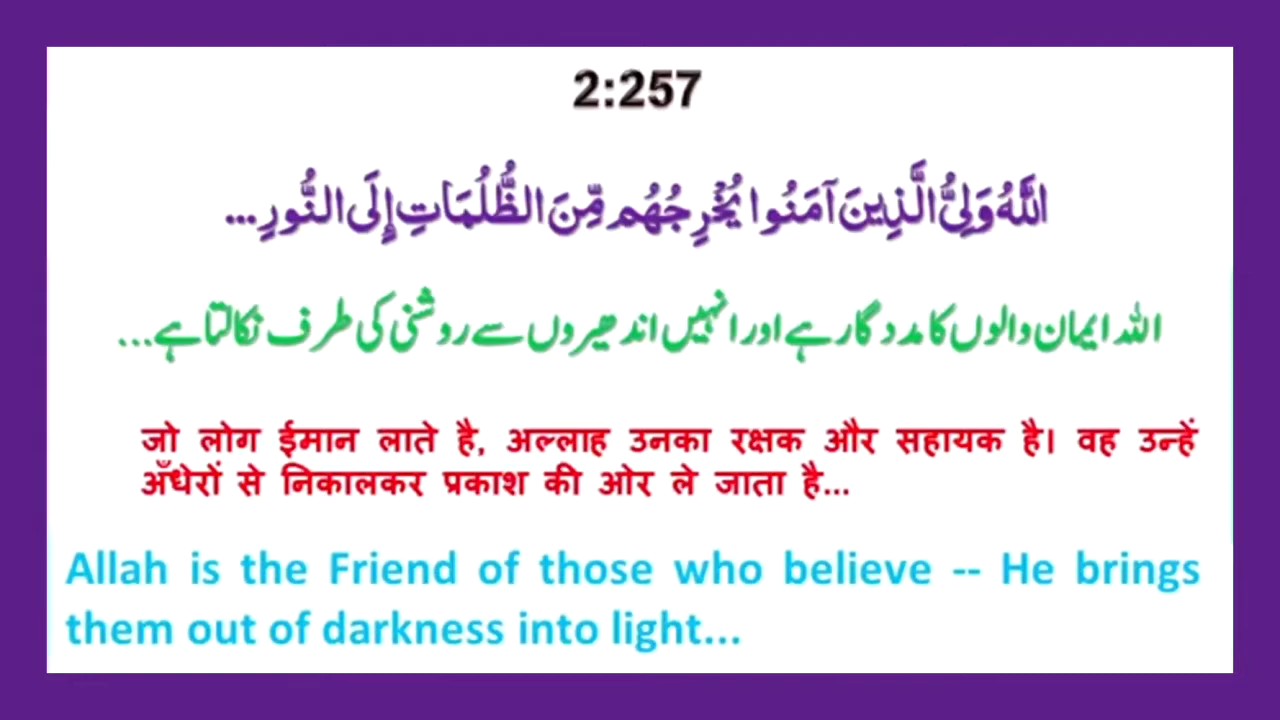 2:257
اللَّهُ وَلِيُّ الَّذِينَ آمَنُوا يُخْرِجُهُم مِّنَ الظُّلُمَاتِ إِلَى النُّورِ...
اللہ ایمان والوں کا مددگار ہے اور انہیں اندھیروں سے روشنی کی طرف نکالتا ہے...
जो लोग ईमान लाते है, अल्लाह उनका रक्षक और सहायक है। वह उन्हें
अँधेरों से निकालकर प्रकाश की ओर ले जाता है...
Allah is the Friend of those who believe -- He brings
them out of darkness into light...